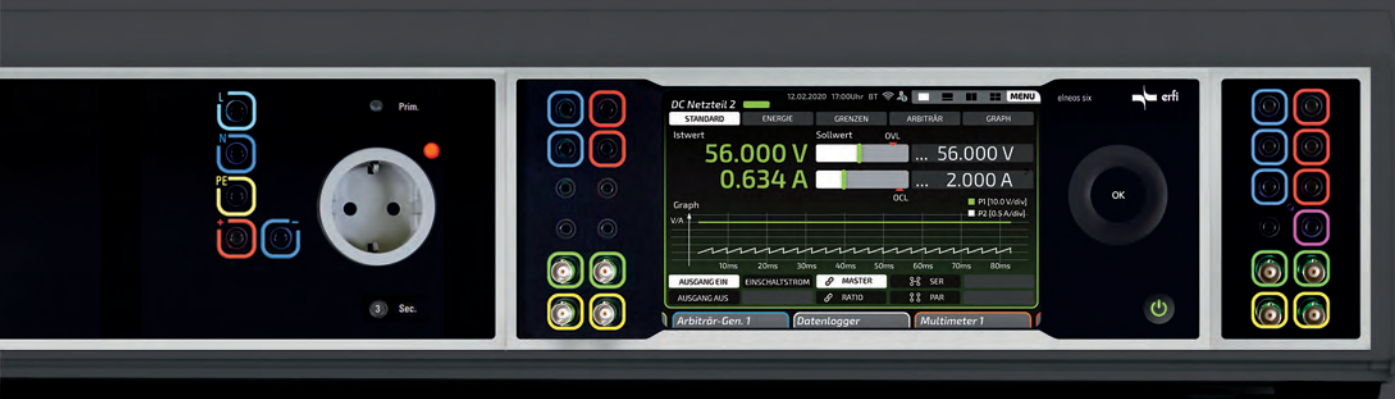 L
N
PE
+ -
Prim.
3 Sec.
DC Netzteil 2 12.02.2020 17:00Uhr BT MENU
STANDARD ENERGIE GRENZEN ARBITRÄR GRAPH
Istwert Sollwert OVL
56.000 V ... 56.000 V
0.634 A ... 2.000 A
OCL
Graph P1 [10.0 V/div]
V/A P2 [0.5 A/div]
10ms 20ms 30ms 40ms 50ms 60ms 70ms 80ms
AUSGANG EIN EINSCHALTSTROM MASTER SER
AUSGANG AUS RATIO PAR
Arbiträr-Gen. 1 Datenlogger Multimeter 1
elneos six erfi
OK